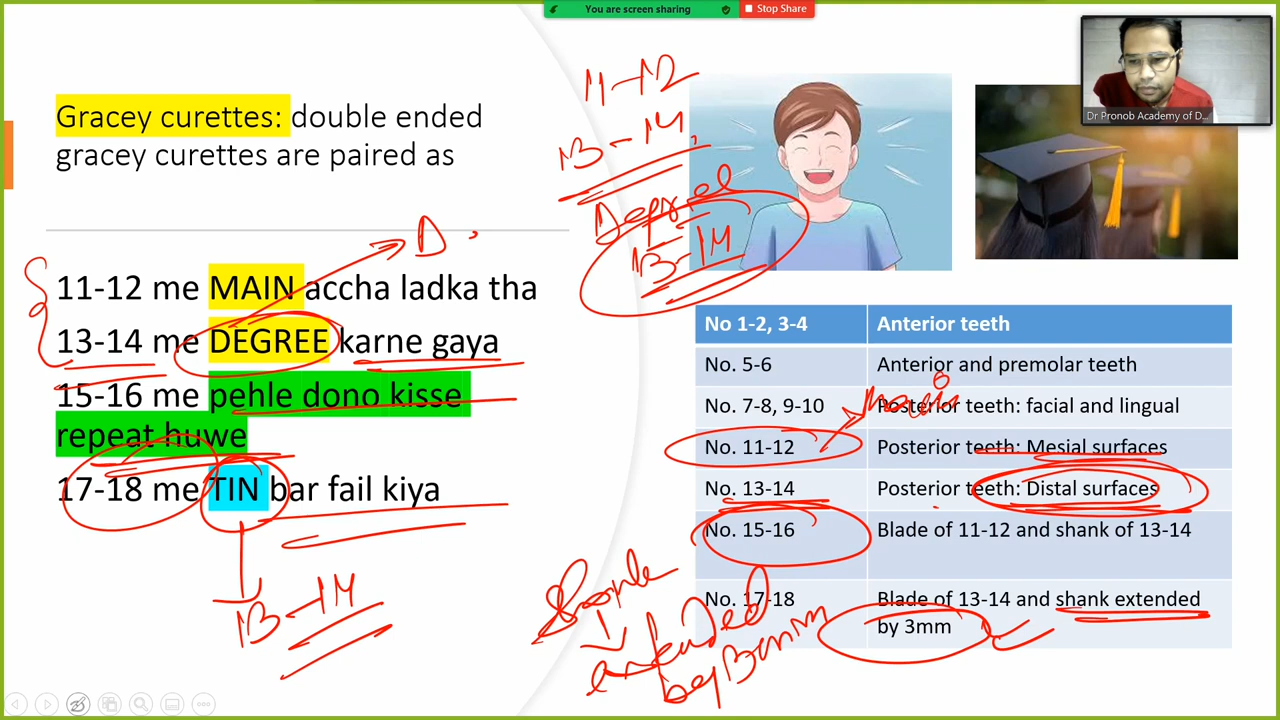 You are screen sharing
Stop Share
Dr Pronob Academy of D...
Gracey curettes: double ended
gracey curettes are paired as
11-12
13-14
Degree
13-14
D
11-12 me MAIN accha ladka tha
13-14 me DEGREE karne gaya
15-16 me pehle dono kisse
repeat huwe
17-18 me TIN bar fail kiya
13-14
No 1-2, 3-4 Anterior teeth
No. 5-6 Anterior and premolar teeth
No. 7-8, 9-10 Posterior teeth: facial and lingual
No. 11-12 Posterior teeth: Mesial surfaces
No. 13-14 Posterior teeth: Distal surfaces
No. 15-16 Blade of 11-12 and shank of 13-14
No. 17-18 Blade of 13-14 and shank extended
by 3mm
extended
by 3mm